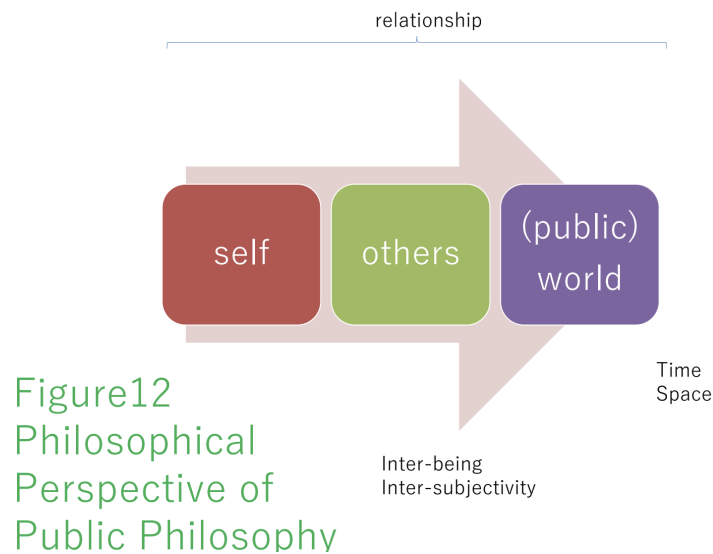 relationship
self
others
(public)
world
Time
Space
Inter-being
Inter-subjectivity
Figure12
Philosophical
Perspective of
Public Philosophy